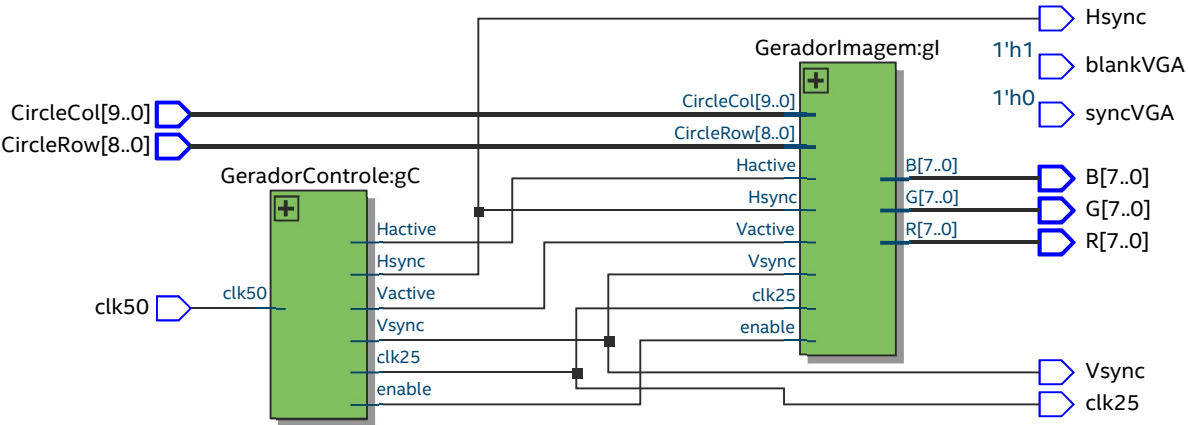 Hsync
GeradorImagem:gI
1'h1
blankVGA
CircleCol[9..0]
CircleCol[9..0]
1'h0
syncVGA
CircleRow[8..0]
CircleRow[8..0]
GeradorControle:gC
Hactive
B[7..0]
B[7..0]
Hsync
G[7..0]
G[7..0]
Hactive
Vactive
R[7..0]
R[7..0]
Hsync
Vsync
clk50
clk50
Vactive
clk25
Vsync
enable
clk25
Vsync
enable
clk25